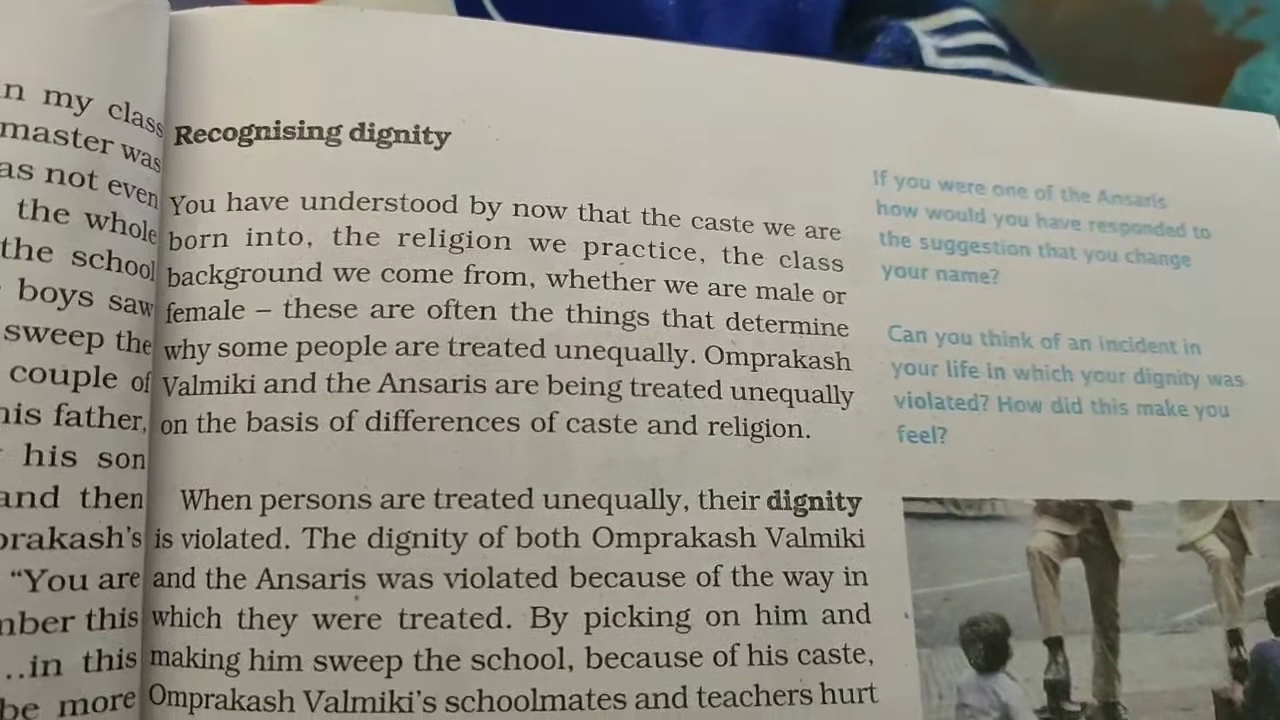 n my class
master was
as not even
the whole
the school
boys saw
sweep the
couple of
his father,
his son
and then
prakash's
"You are
mber this
...in this
be more
Recognising dignity
You have understood by now that the caste we are
born into, the religion we practice, the class
background we come from, whether we are male or
female – these are often the things that determine
why some people are treated unequally. Omprakash
Valmiki and the Ansaris are being treated unequally
on the basis of differences of caste and religion.
When persons are treated unequally, their dignity
is violated. The dignity of both Omprakash Valmiki
and the Ansaris was violated because of the way in
which they were treated. By picking on him and
making him sweep the school, because of his caste,
Omprakash Valmiki's schoolmates and teachers hurt
If you were one of the Ansaris
how would you have responded to
the suggestion that you change
your name?
Can you think of an incident in
your life in which your dignity was
violated? How did this make you
feel?